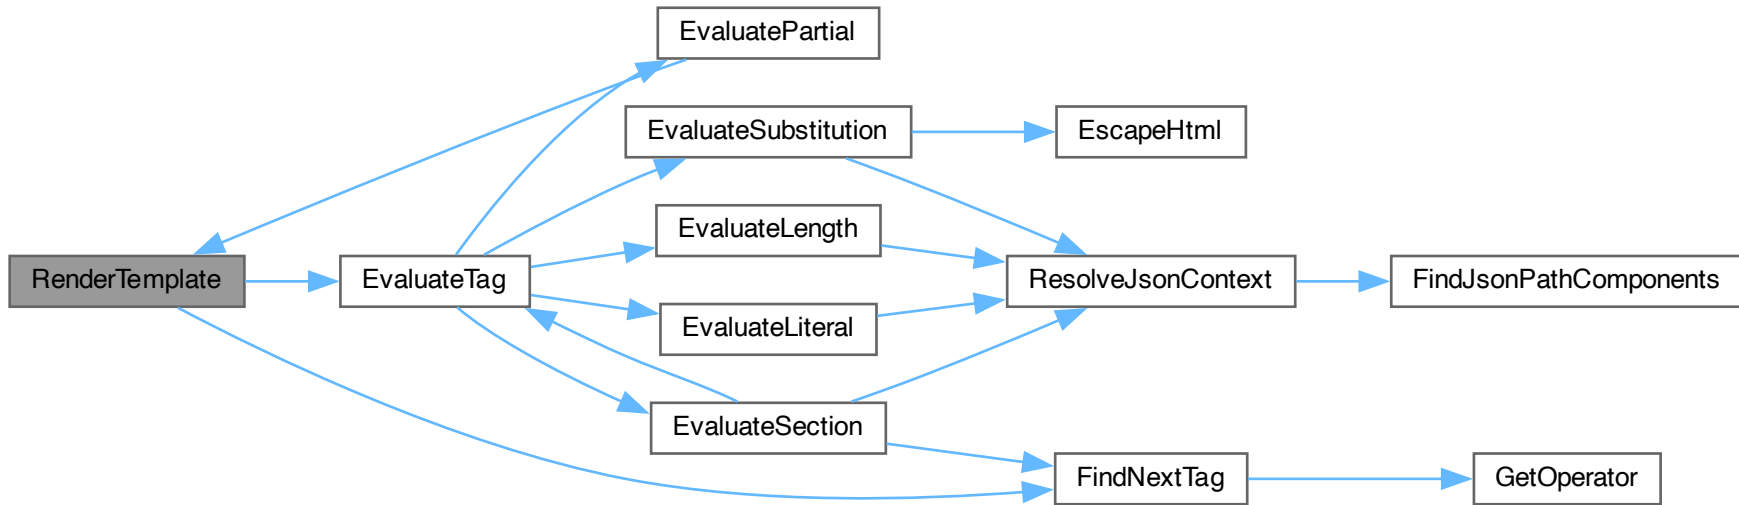 EvaluatePartial
EvaluateSubstitution
EscapeHtml
EvaluateLength
RenderTemplate
EvaluateTag
ResolveJsonContext
FindJsonPathComponents
EvaluateLiteral
EvaluateSection
FindNextTag
GetOperator